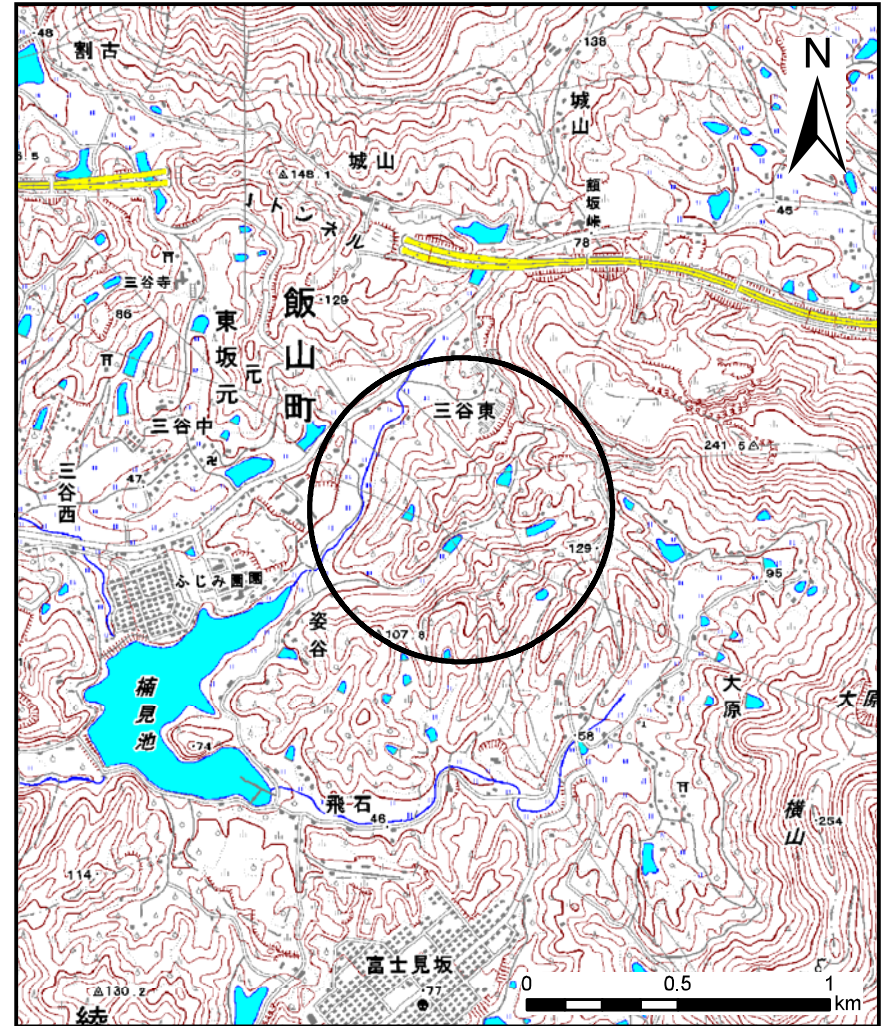 48
割古
138
N
城山
城山
148.1
トンネル
額坂峠
45
78
三谷寺
飯山町
129
86
東坂元
元
三谷東
三谷中
241.5
47
三谷西
129
ふじみ園
95
姿谷
107.8
楠見池
大原
大原
74
58
飛石
46
横山
254
114
富士見坂
130.2
77
綾
0
0.5
1
km